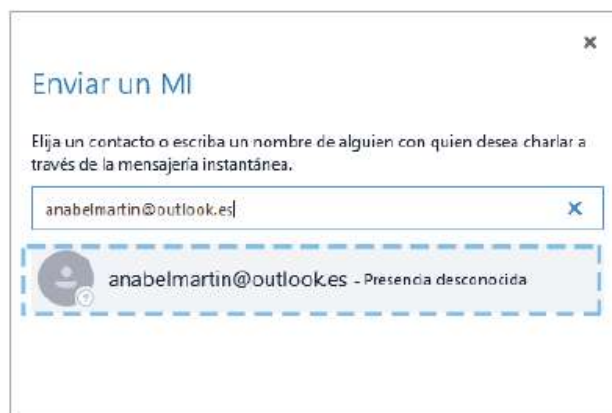 Enviar un MI
Elija un contacto o escriba un nombre de alguien con quien desea charlar a
través de la mensajería instantánea.
anabelmartin@outlook.es
anabelmartin@outlook.es - Presencia desconocida